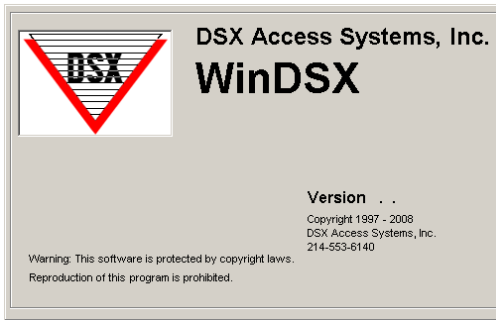 DSX
DSX Access Systems, Inc.
WinDSX
Version . .
Copyright 1997 - 2008
DSX Access Systems, Inc.
214-553-6140
Warning: This software is protected by copyright laws.
Reproduction of this program is prohibited.